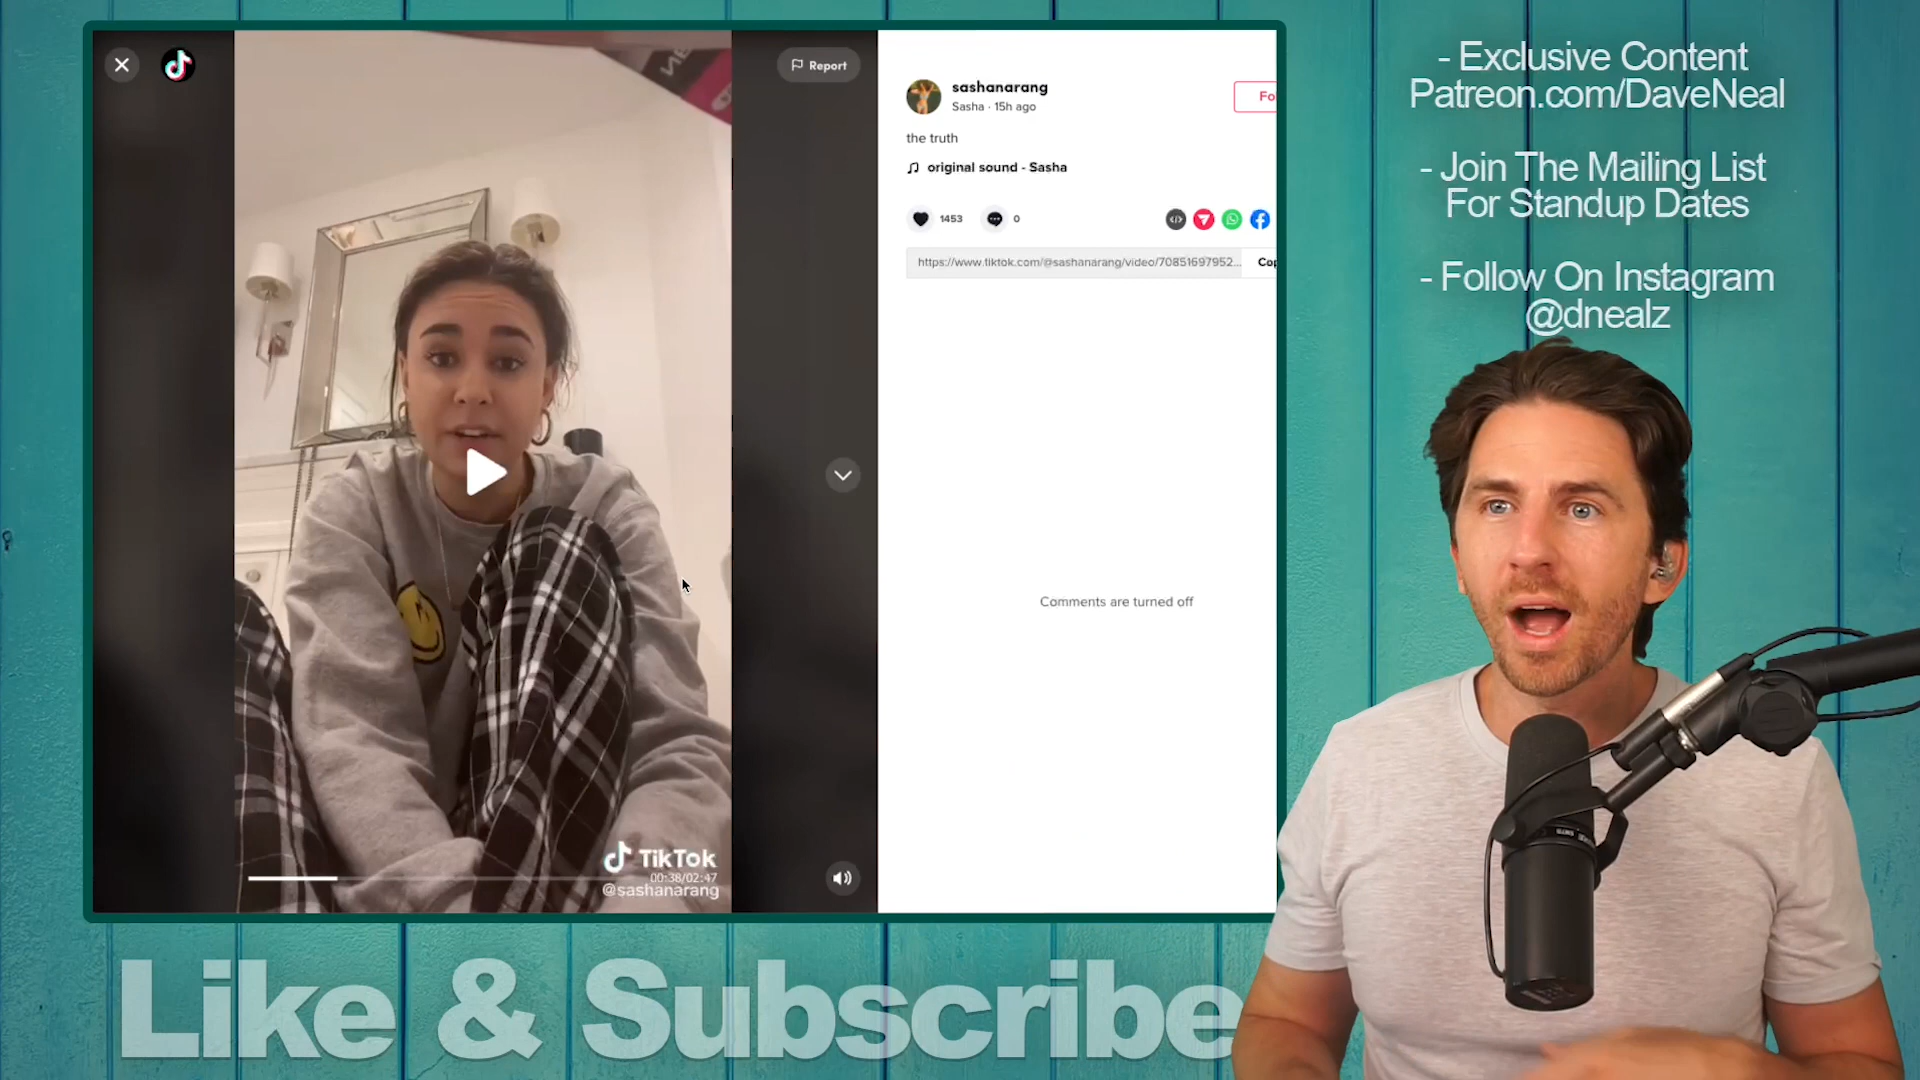 Report
sashanarang
Sasha · 15h ago
the truth
original sound - Sasha
1453
0
https://www.tiktok.com/@sashanarang/video/70851697952...
Comments are turned off
TikTok
00:38/02:47
@sashanarang
- Exclusive Content
Patreon.com/DaveNeal
- Join The Mailing List
For Standup Dates
- Follow On Instagram
@dnealz
Like & Subscribe